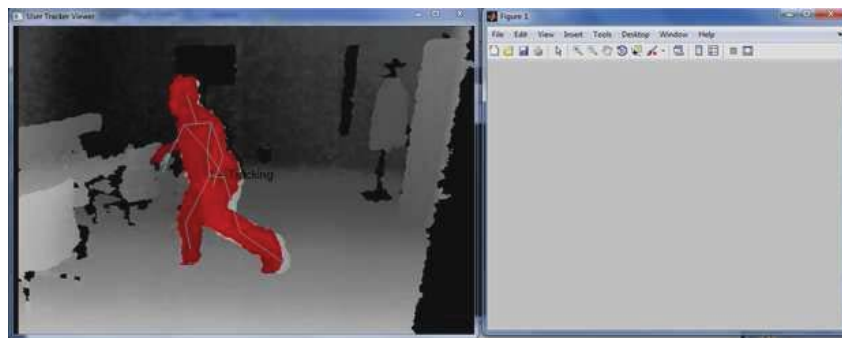 User Tracker Viewer
Tracking
Figure 1
File Edit View Insert Tools Desktop Window Help